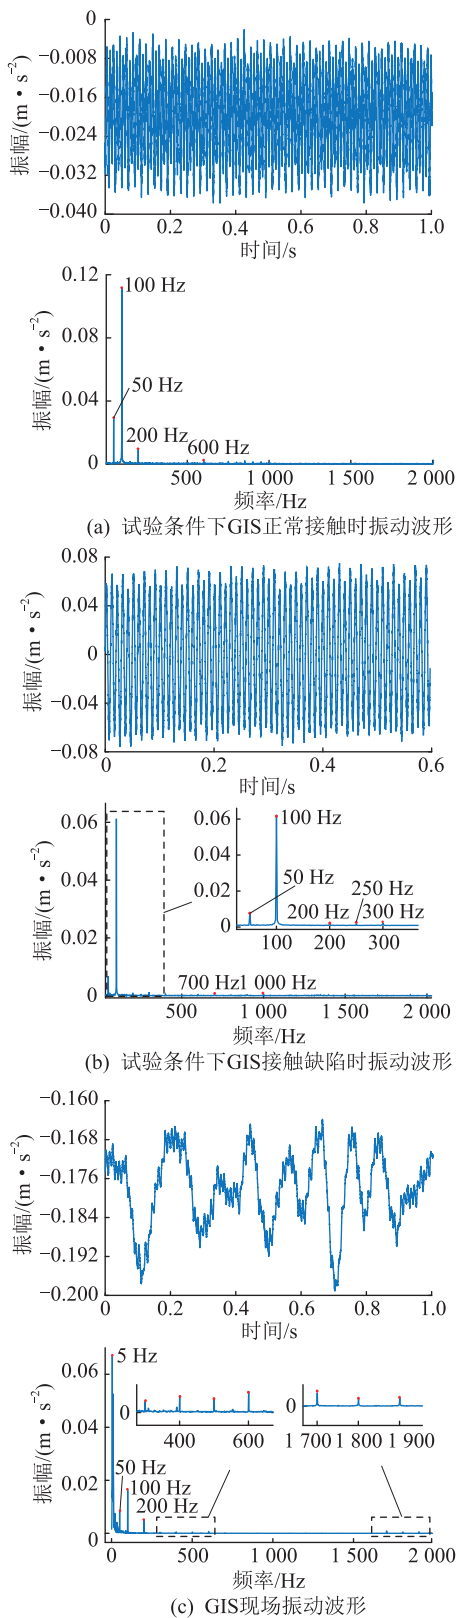 0
−0.008
−0.016
−0.024
−0.032
−0.040
振幅/(m·s⁻²)
0 0.2 0.4 0.6 0.8 1.0
时间/s
0.12
0.08
0.04
0
振幅/(m·s⁻²)
100 Hz
50 Hz
200 Hz
600 Hz
500 1 000 1 500 2 000
频率/Hz
(a) 试验条件下GIS正常接触时振动波形
0.08
0.04
0
−0.04
−0.08
振幅/(m·s⁻²)
0 0.2 0.4 0.6
时间/s
0.06
0.04
0.02
0
振幅/(m·s⁻²)
0.06
0.04
0.02
0
100 Hz
50 Hz
250 Hz
200 Hz
300 Hz
100 200 300
700 Hz
1 000 Hz
500 1 000 1 500 2 000
频率/Hz
(b) 试验条件下GIS接触缺陷时振动波形
−0.160
−0.168
−0.176
−0.184
−0.192
−0.200
振幅/(m·s⁻²)
0 0.2 0.4 0.6 0.8 1.0
时间/s
0.06
0.04
0.02
0
振幅/(m·s⁻²)
5 Hz
0
400 600
0
1 700 1 800 1 900
50 Hz
100 Hz
200 Hz
0 500 1 000 1 500 2 000
频率/Hz
(c) GIS现场振动波形